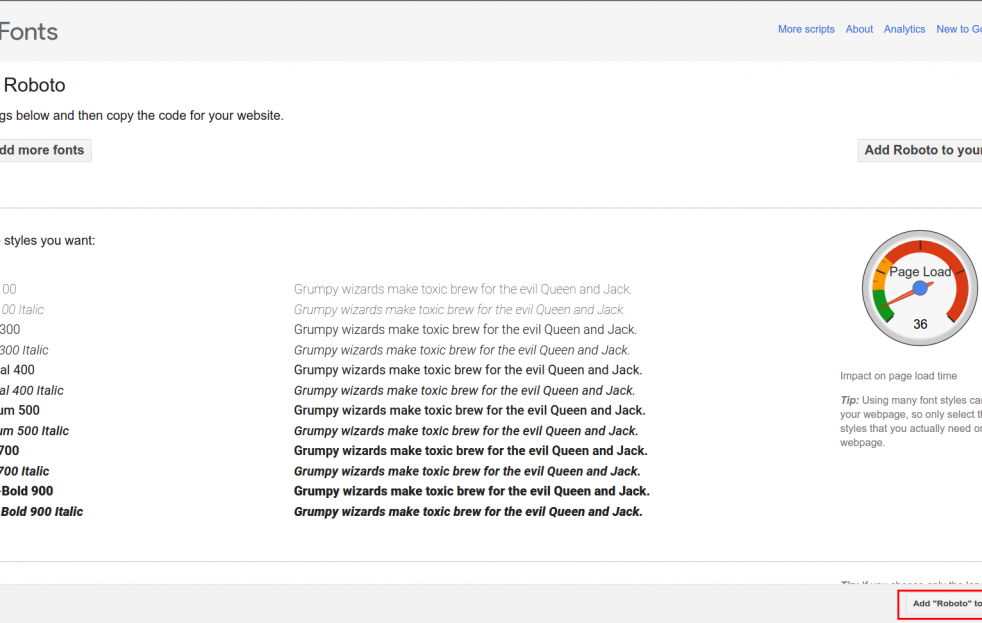 Fonts
More scripts About Analytics New to Go
Roboto
gs below and then copy the code for your website.
dd more fonts
Add Roboto to your
styles you want:
Page Load
36
00 Grumpy wizards make toxic brew for the evil Queen and Jack.
00 Italic Grumpy wizards make toxic brew for the evil Queen and Jack.
300 Grumpy wizards make toxic brew for the evil Queen and Jack.
300 Italic Grumpy wizards make toxic brew for the evil Queen and Jack.
al 400 Grumpy wizards make toxic brew for the evil Queen and Jack.
al 400 Italic Grumpy wizards make toxic brew for the evil Queen and Jack.
um 500 Grumpy wizards make toxic brew for the evil Queen and Jack.
um 500 Italic Grumpy wizards make toxic brew for the evil Queen and Jack.
700 Grumpy wizards make toxic brew for the evil Queen and Jack.
700 Italic Grumpy wizards make toxic brew for the evil Queen and Jack.
-Bold 900 Grumpy wizards make toxic brew for the evil Queen and Jack.
Bold 900 Italic Grumpy wizards make toxic brew for the evil Queen and Jack.
Impact on page load time
Tip: Using many font styles ca
your webpage, so only select t
styles that you actually need o
webpage.
Add "Roboto" to